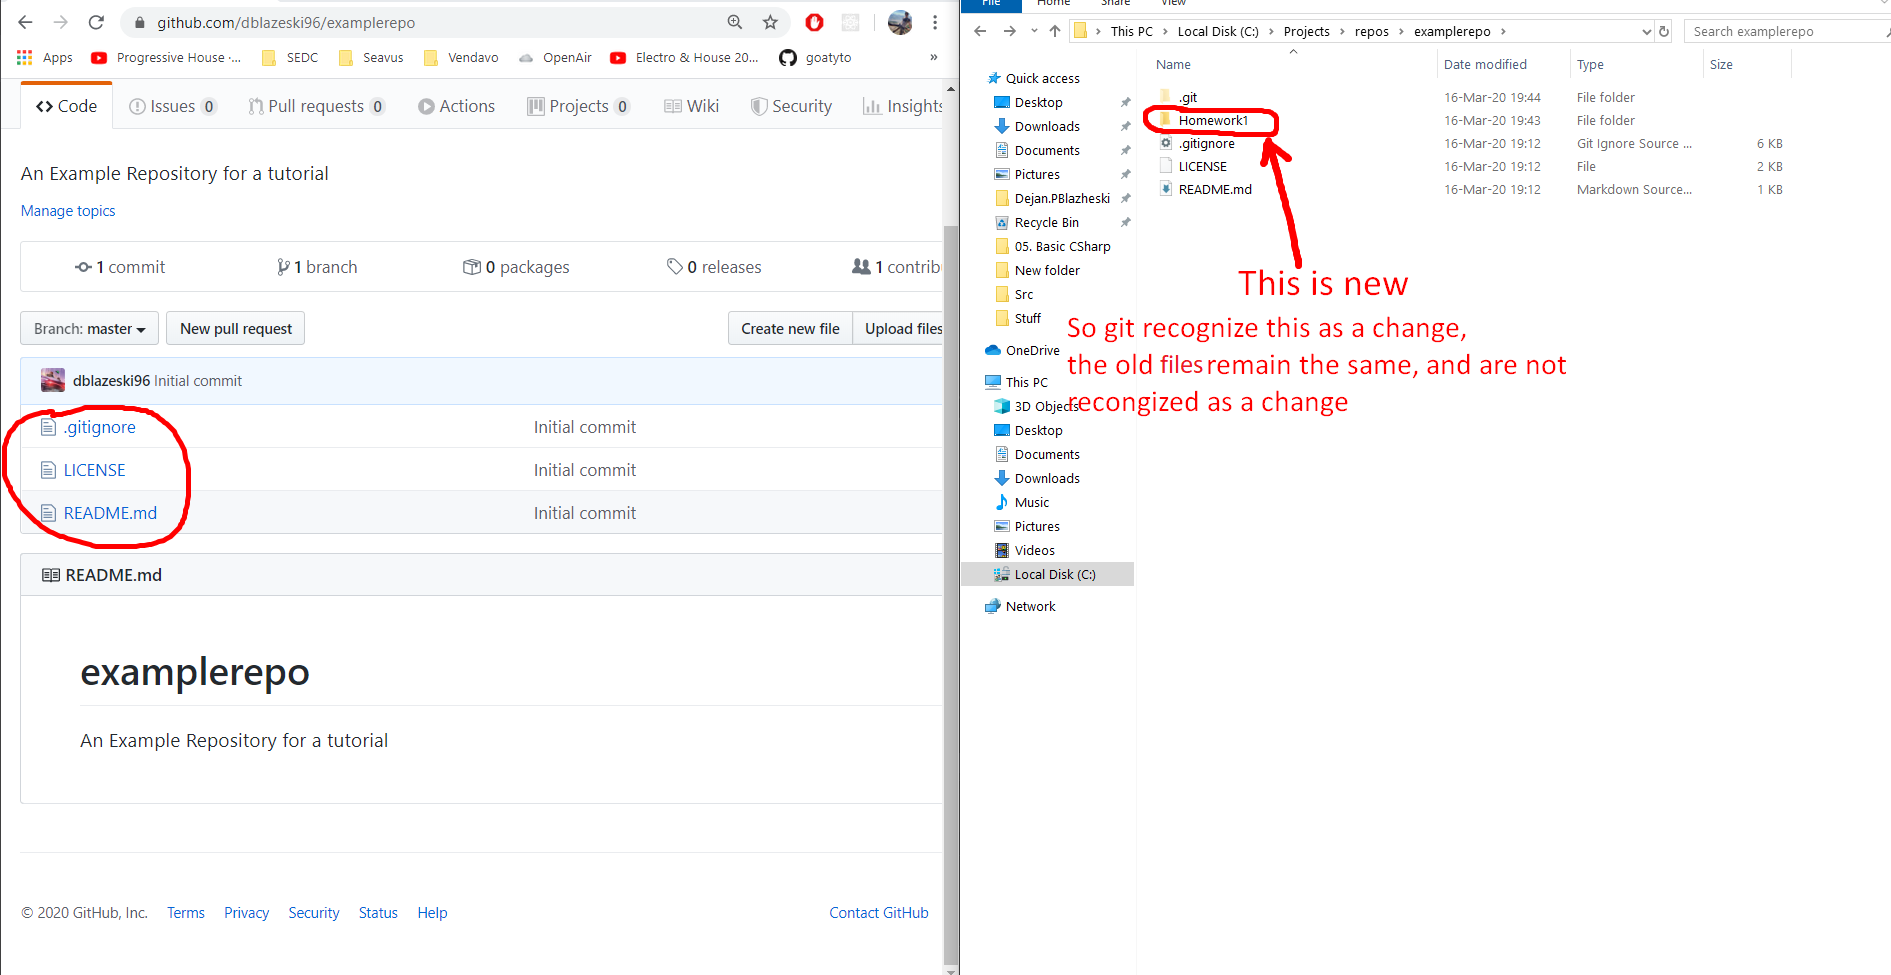 github.com/dblazeski96/examplerepo
Apps Progressive House ·... SEDC Seavus Vendavo OpenAir Electro & House 20... goatyto »
Code Issues 0 Pull requests 0 Actions Projects 0 Wiki Security Insights
An Example Repository for a tutorial
Manage topics
1 commit 1 branch 0 packages 0 releases 1 contrib
Branch: master New pull request Create new file Upload files
dblazeski96 Initial commit
.gitignore Initial commit
LICENSE Initial commit
README.md Initial commit
README.md
examplerepo
An Example Repository for a tutorial
© 2020 GitHub, Inc. Terms Privacy Security Status Help Contact GitHub
File Home Share View
This PC Local Disk (C:) Projects repos examplerepo Search examplerepo
Name Date modified Type Size
.git 16-Mar-20 19:44 File folder
Homework1 16-Mar-20 19:43 File folder
.gitignore 16-Mar-20 19:12 Git Ignore Source ... 6 KB
LICENSE 16-Mar-20 19:12 File 2 KB
README.md 16-Mar-20 19:12 Markdown Source... 1 KB
Quick access
Desktop
Downloads
Documents
Pictures
Dejan.PBlazheski
Recycle Bin
05. Basic CSharp
New folder
Src
Stuff
OneDrive
This PC
3D Objects
Desktop
Documents
Downloads
Music
Pictures
Videos
Local Disk (C:)
Network
This is new
So git recognize this as a change,
the old files remain the same, and are not
recongized as a change